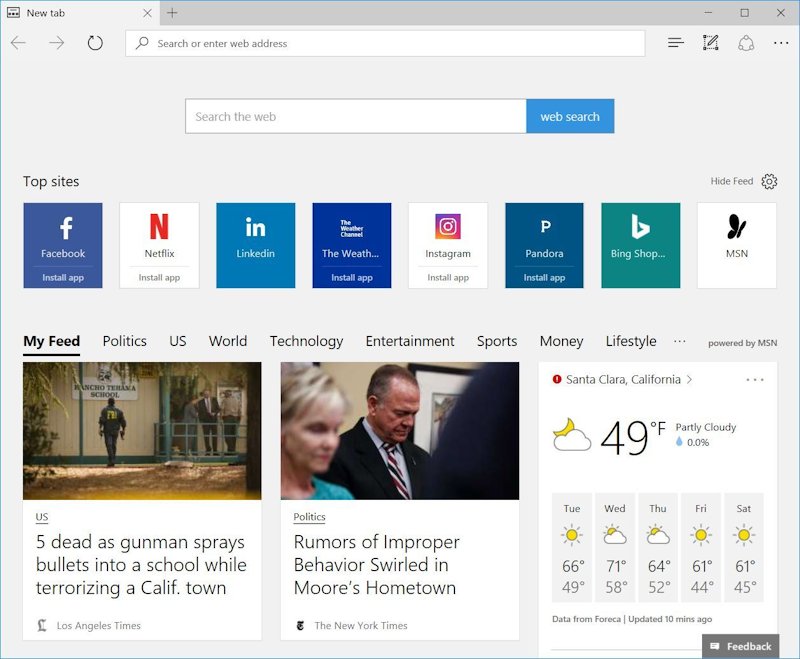 New tab
Search or enter web address
Search the web
web search
Top sites
Hide Feed
f
Facebook
Install app
N
Netflix
Install app
in
Linkedin
The Weather Channel
The Weath...
Install app
Instagram
Install app
P
Pandora
Install app
Bing Shop...
MSN
My Feed Politics US World Technology Entertainment Sports Money Lifestyle ... powered by MSN
RANCHO TEHAMA
SCHOOL
FBI
US
5 dead as gunman sprays
bullets into a school while
terrorizing a Calif. town
Los Angeles Times
Politics
Rumors of Improper
Behavior Swirled in
Moore's Hometown
The New York Times
Santa Clara, California
49°F
Partly Cloudy
0.0%
Tue Wed Thu Fri Sat
66° 71° 64° 61° 61°
49° 58° 52° 44° 45°
Data from Foreca | Updated 10 mins ago
Feedback